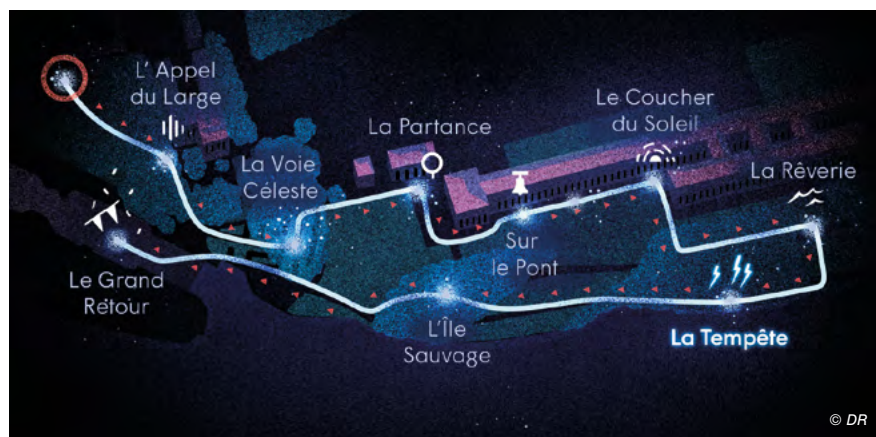 L'Appel
du Large
La Partance
Le Coucher
du Soleil
La Voie
Céleste
La Rêverie
Sur
le Pont
Le Grand
Retour
L'Île
Sauvage
La Tempête
© DR